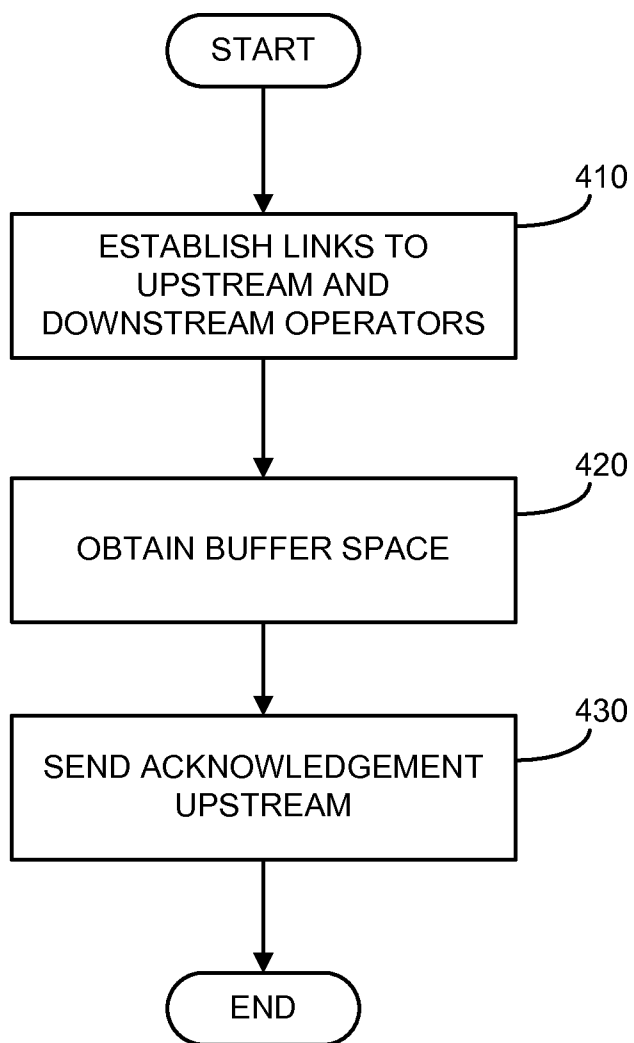 START
410
ESTABLISH LINKS TO
UPSTREAM AND
DOWNSTREAM OPERATORS
420
OBTAIN BUFFER SPACE
430
SEND ACKNOWLEDGEMENT
UPSTREAM
END